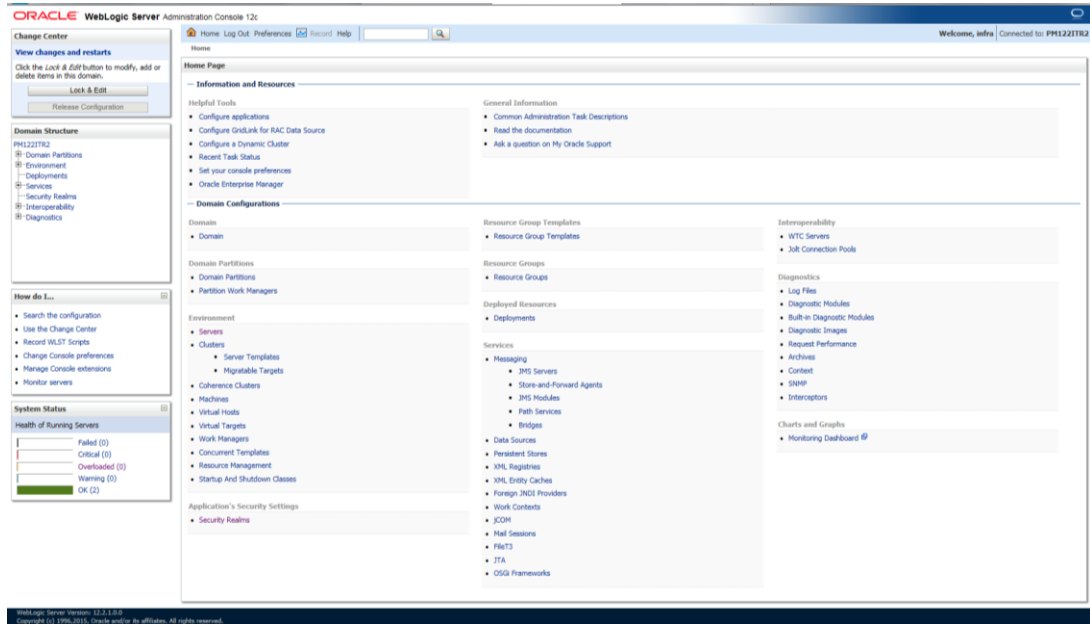 ORACLE WebLogic Server Administration Console 12c
Change Center
View changes and restarts
Click the Lock & Edit button to modify, add or
delete items in this domain.
Lock & Edit
Release Configuration
Domain Structure
PM122ITR2
Domain Partitions
Environment
Deployments
Services
Security Realms
Interoperability
Diagnostics
How do I...
Search the configuration
Use the Change Center
Record WLST Scripts
Change Console preferences
Manage Console extensions
Monitor servers
System Status
Health of Running Servers
Failed (0)
Critical (0)
Overloaded (0)
Warning (0)
OK (2)
Home Log Out Preferences Record Help
Welcome, infra Connected to: PM122ITR2
Home
Home Page
Information and Resources
Helpful Tools
Configure applications
Configure GridLink for RAC Data Source
Configure a Dynamic Cluster
Recent Task Status
Set your console preferences
Oracle Enterprise Manager
General Information
Common Administration Task Descriptions
Read the documentation
Ask a question on My Oracle Support
Domain Configurations
Domain
Domain
Domain Partitions
Domain Partitions
Partition Work Managers
Environment
Servers
Clusters
Server Templates
Migratable Targets
Coherence Clusters
Machines
Virtual Hosts
Virtual Targets
Work Managers
Concurrent Templates
Resource Management
Startup And Shutdown Classes
Application's Security Settings
Security Realms
Resource Group Templates
Resource Group Templates
Resource Groups
Resource Groups
Deployed Resources
Deployments
Services
Messaging
JMS Servers
Store-and-Forward Agents
JMS Modules
Path Services
Bridges
Data Sources
Persistent Stores
XML Registries
XML Entity Caches
Foreign JNDI Providers
Work Contexts
jCOM
Mail Sessions
FileT3
JTA
OSGi Frameworks
Interoperability
WTC Servers
Jolt Connection Pools
Diagnostics
Log Files
Diagnostic Modules
Built-in Diagnostic Modules
Diagnostic Images
Request Performance
Archives
Context
SNMP
Interceptors
Charts and Graphs
Monitoring Dashboard
WebLogic Server Version: 12.2.1.0.0
Copyright (c) 1996,2015, Oracle and/or its affiliates. All rights reserved.